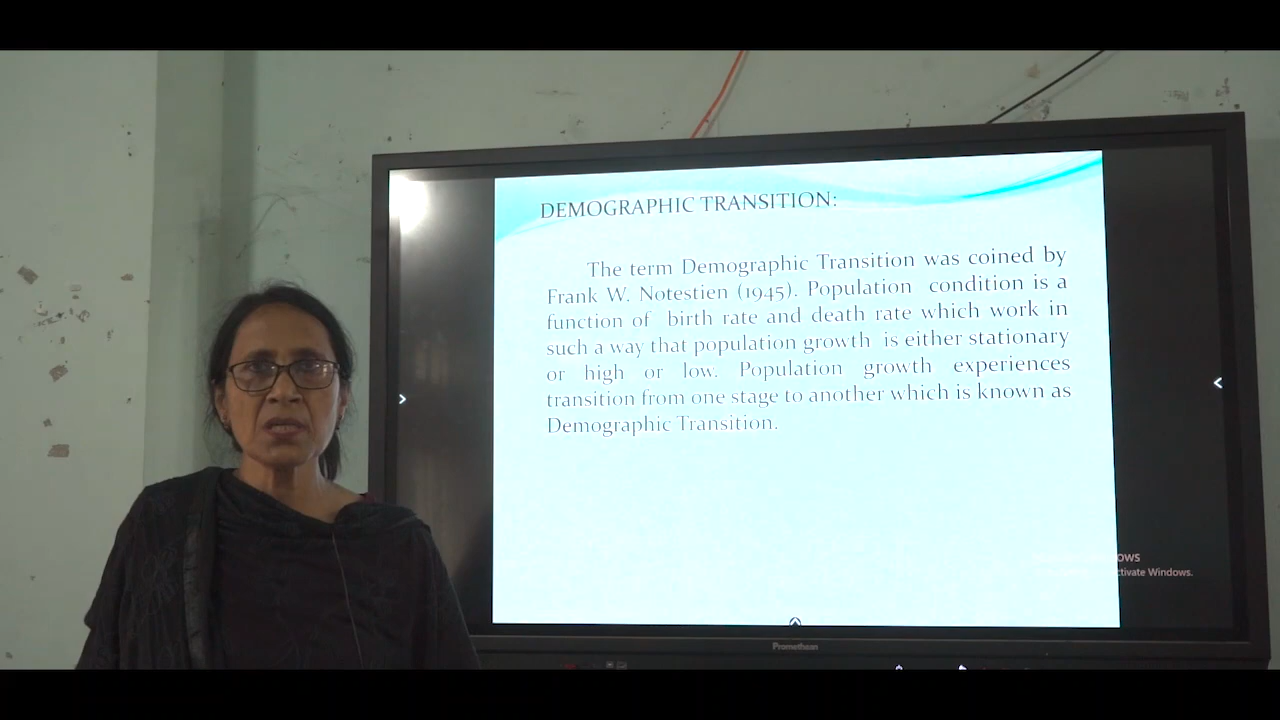 DEMOGRAPHIC TRANSITION:
The term Demographic Transition was coined by
Frank W. Notestien (1945). Population condition is a
function of birth rate and death rate which work in
such a way that population growth is either stationary
or high or low. Population growth experiences
transition from one stage to another which is known as
Demographic Transition.
Windows.
Promethean